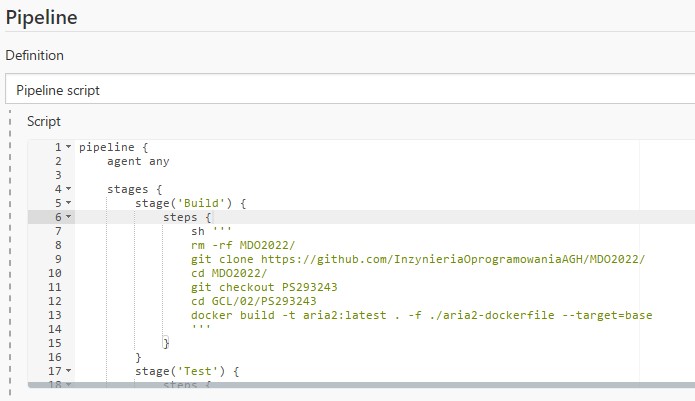 Pipeline
Definition
Pipeline script
Script
1 pipeline {
2     agent any
3
4     stages {
5         stage('Build') {
6             steps {
7                 sh '''
8                 rm -rf MDO2022/
9                 git clone https://github.com/InzynieriaOprogramowaniaAGH/MDO2022/
10                 cd MDO2022/
11                 git checkout PS293243
12                 cd GCL/02/PS293243
13                 docker build -t aria2:latest . -f ./aria2-dockerfile --target=base
14                 '''
15             }
16         }
17         stage('Test') {
18             steps {